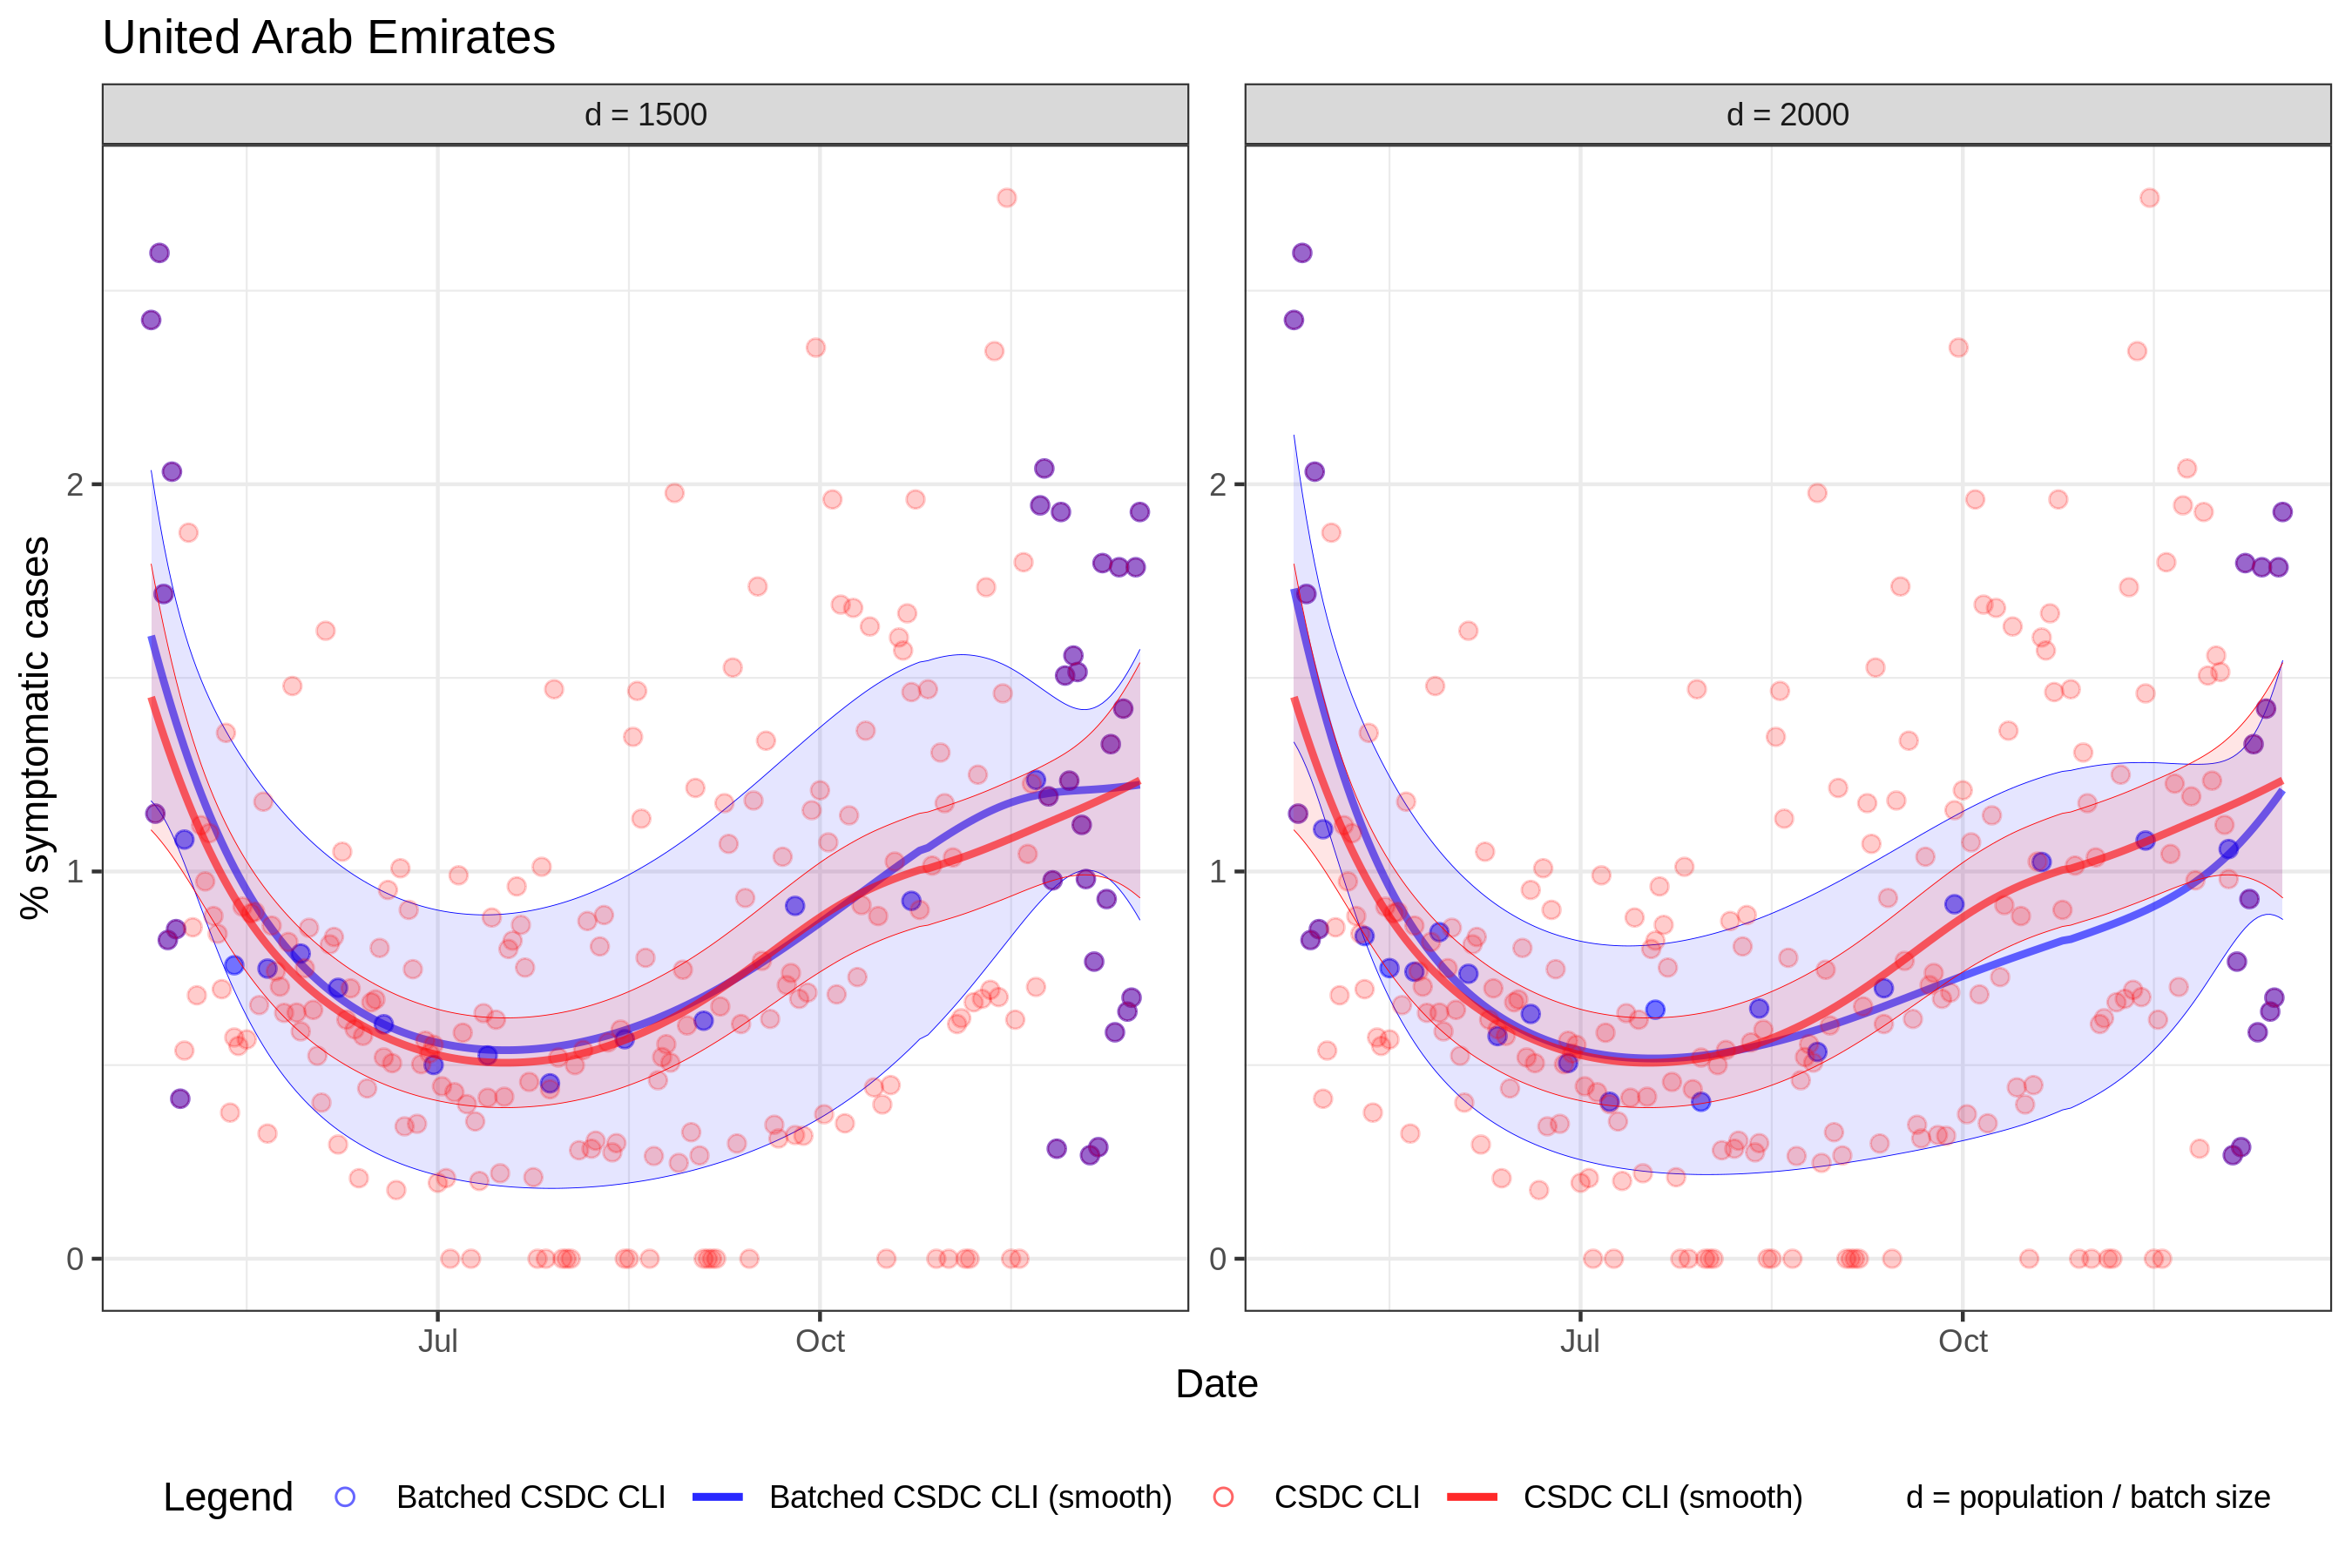 United Arab Emirates
d = 1500
d = 2000
% symptomatic cases
2
1
0
2
1
0
Jul
Oct
Jul
Oct
Date
Legend Batched CSDC CLI Batched CSDC CLI (smooth) CSDC CLI CSDC CLI (smooth) d = population / batch size